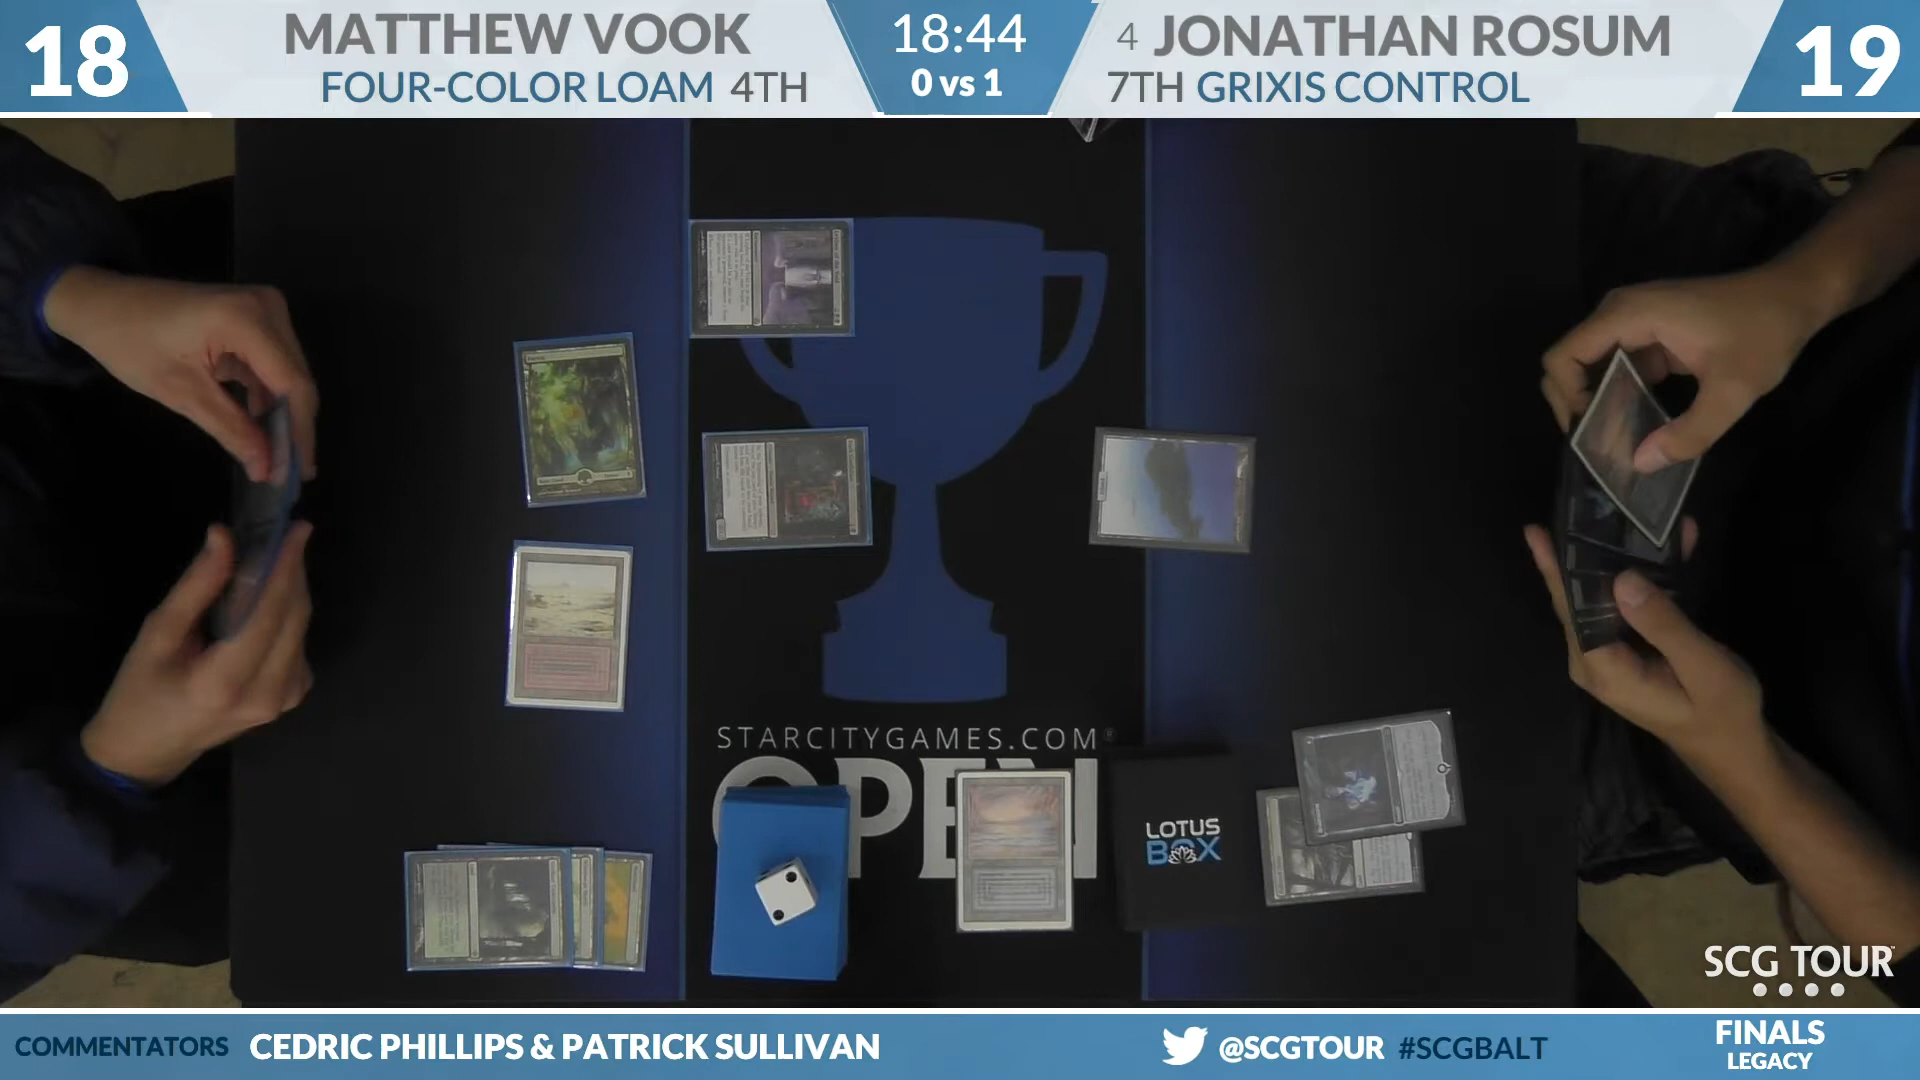 18
MATTHEW VOOK
FOUR-COLOR LOAM 4TH
18:44
0 vs 1
4 JONATHAN ROSUM
7TH GRIXIS CONTROL
19
STARCITYGAMES.COM®
OPEN
LOTUS
BOX
SCG TOUR
COMMENTATORS CEDRIC PHILLIPS & PATRICK SULLIVAN
@SCGTOUR #SCGBALT
FINALS
LEGACY